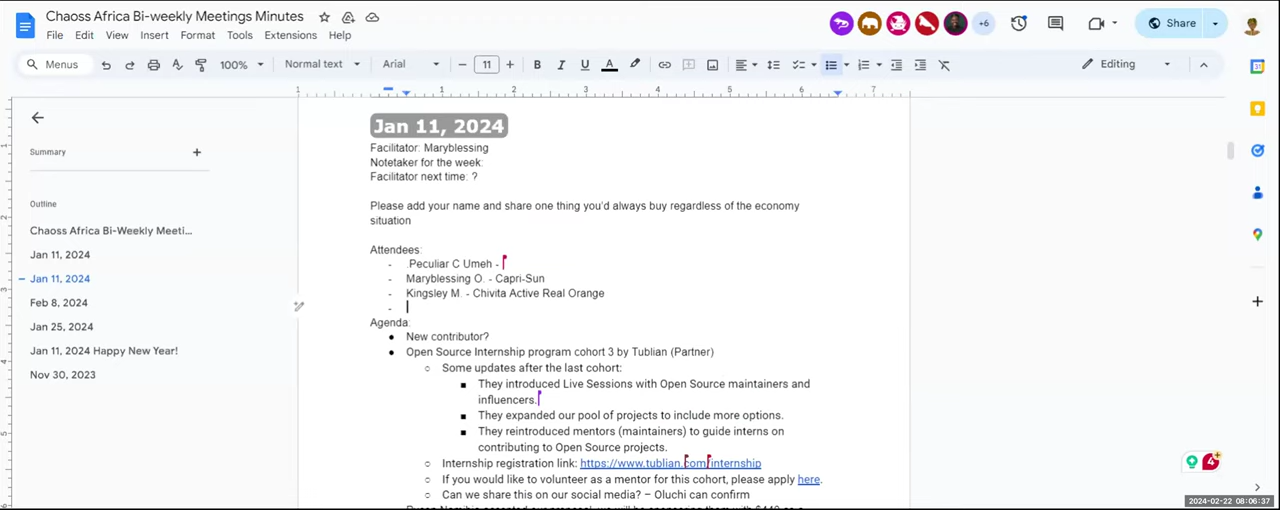 Chaoss Africa Bi-weekly Meetings Minutes
File Edit View Insert Format Tools Extensions Help
+6
Share
Menus
100%
Normal text
Arial
11
B I U A
Editing
1 1 2 3 4 5 6 7
Summary
Outline
Chaoss Africa Bi-Weekly Meeti...
Jan 11, 2024
Jan 11, 2024
Feb 8, 2024
Jan 25, 2024
Jan 11, 2024 Happy New Year!
Nov 30, 2023
Jan 11, 2024
Facilitator: Maryblessing
Notetaker for the week:
Facilitator next time: ?
Please add your name and share one thing you'd always buy regardless of the economy
situation
Attendees:
- Peculiar C Umeh -
- Maryblessing O. - Capri-Sun
- Kingsley M. - Chivita Active Real Orange
-
Agenda:
● New contributor?
● Open Source Internship program cohort 3 by Tublian (Partner)
○ Some updates after the last cohort:
■ They introduced Live Sessions with Open Source maintainers and
influencers.
■ They expanded our pool of projects to include more options.
■ They reintroduced mentors (maintainers) to guide interns on
contributing to Open Source projects.
○ Internship registration link: https://www.tublian.com/internship
○ If you would like to volunteer as a mentor for this cohort, please apply here.
○ Can we share this on our social media? – Oluchi can confirm
4
2024-02-22 08:06:37